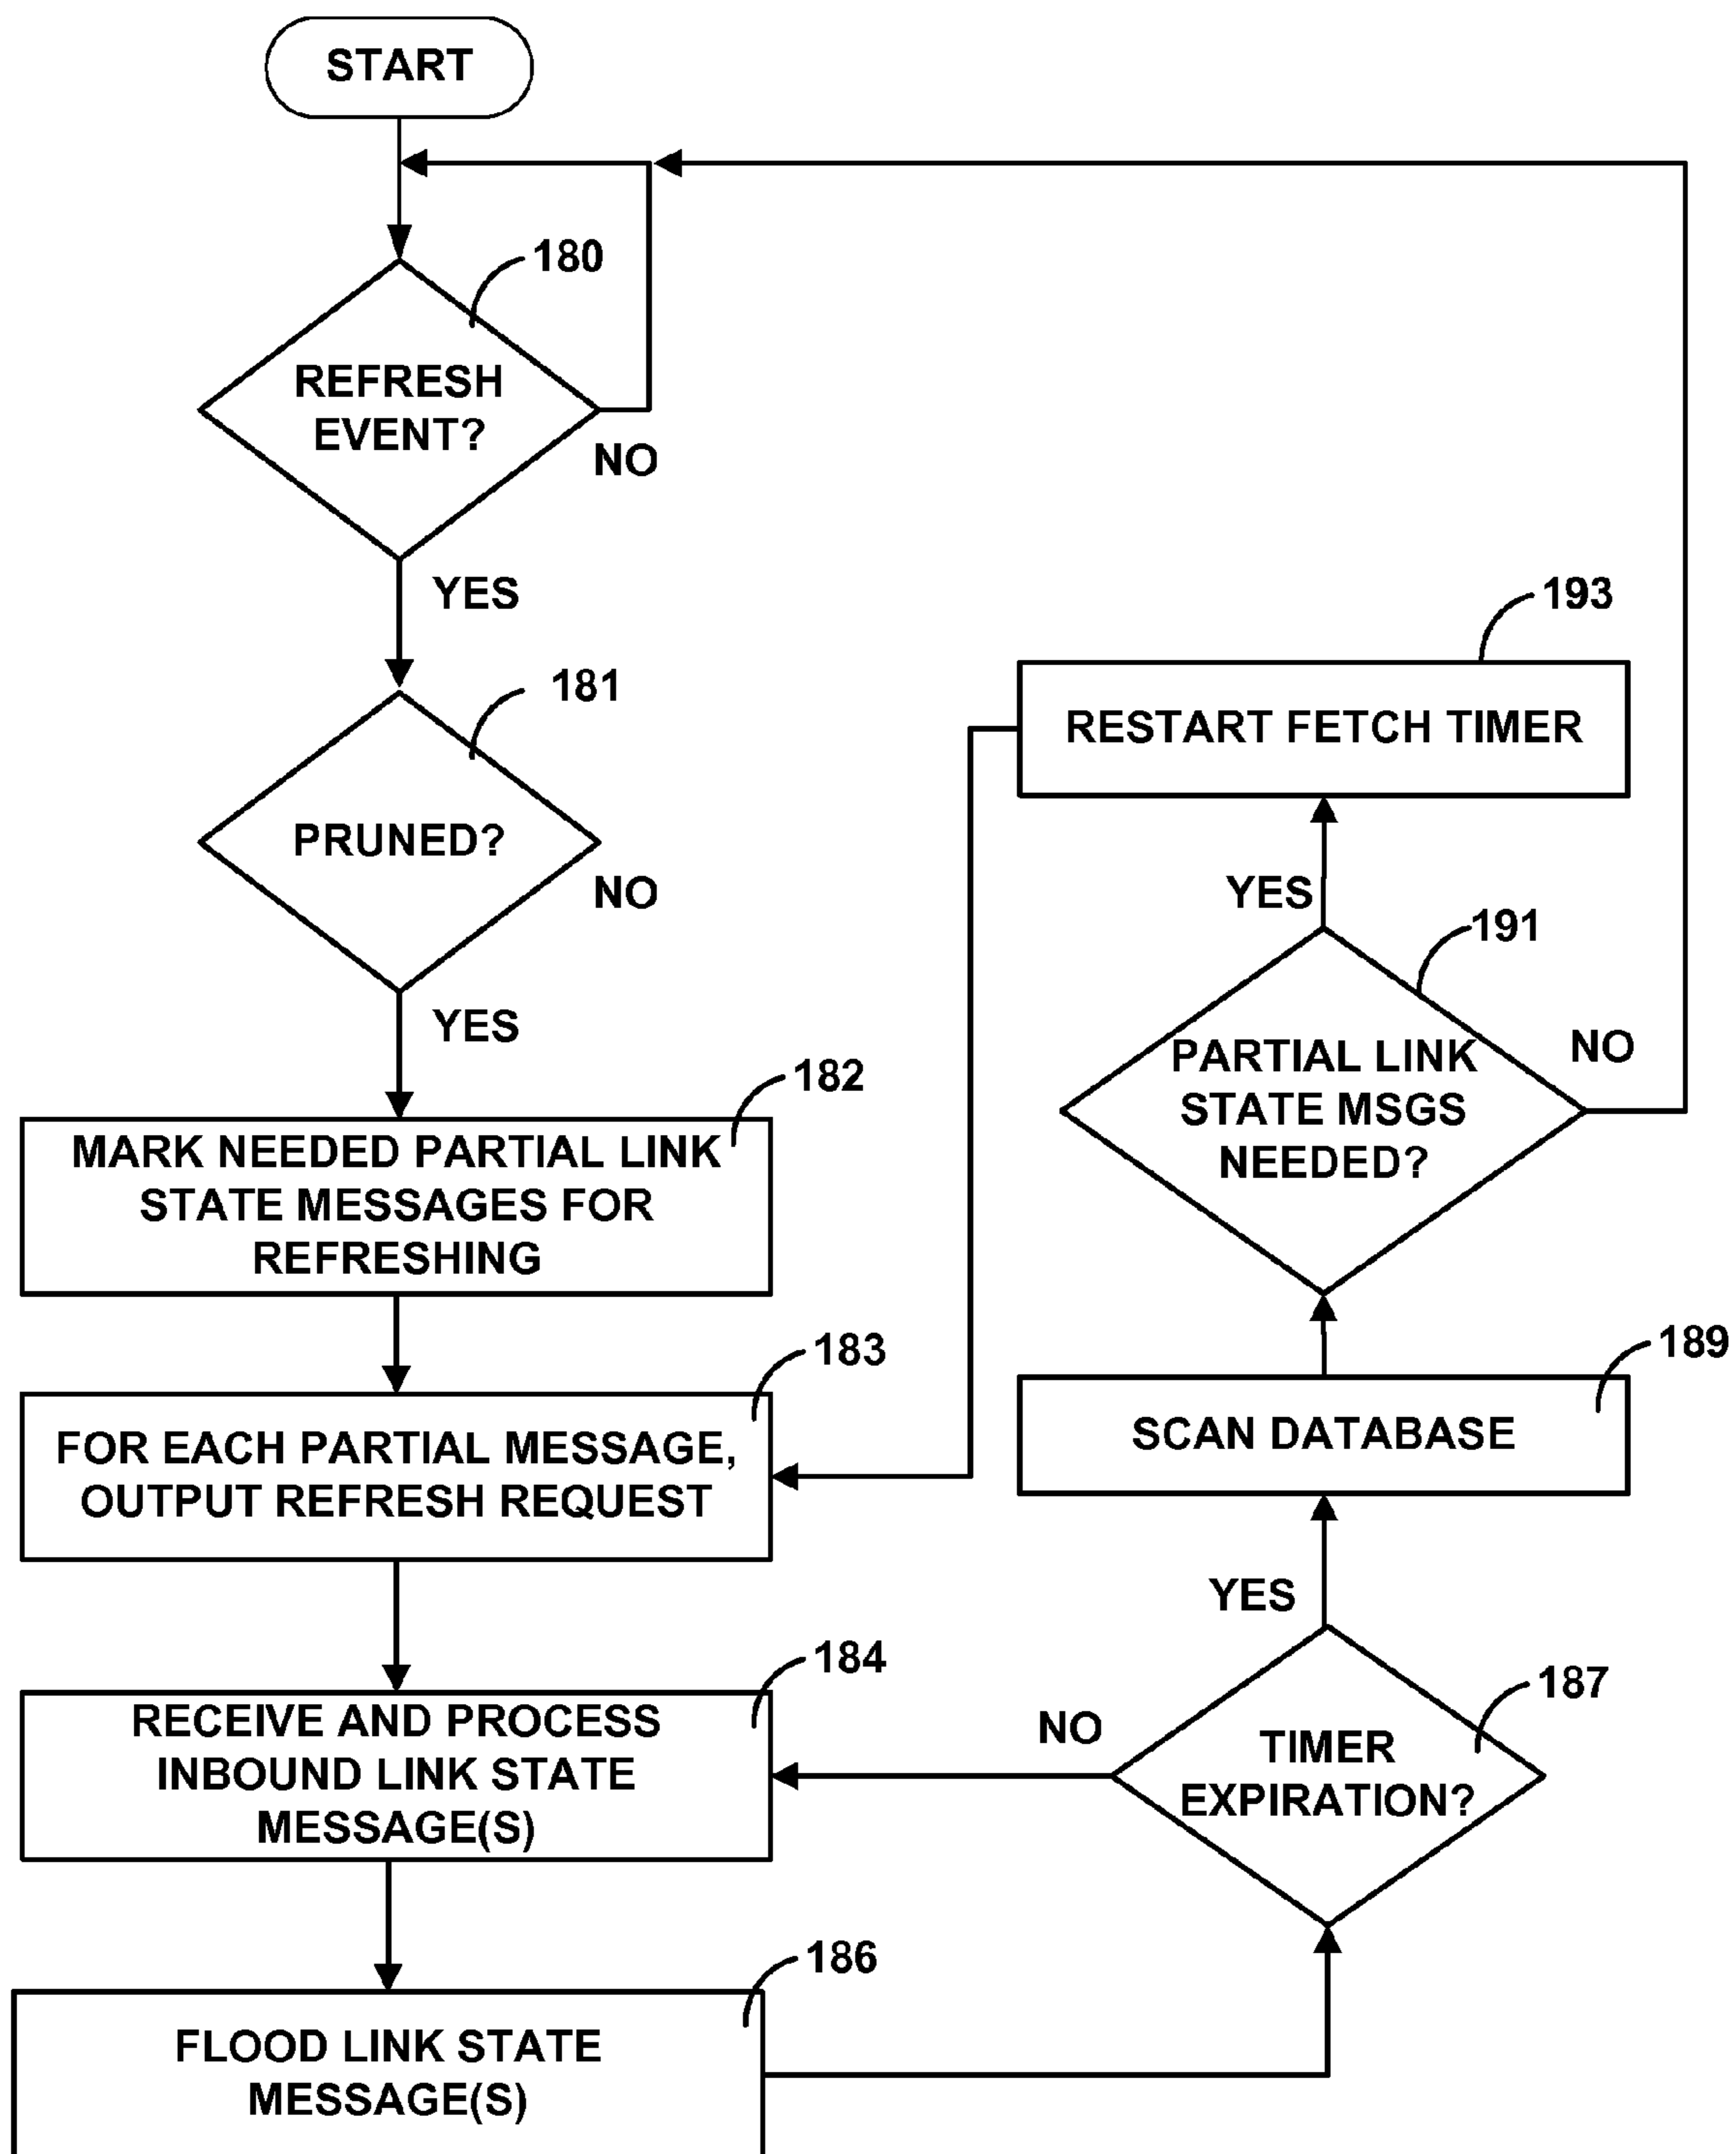 START
180
REFRESH
EVENT?
NO
YES
181
PRUNED?
NO
YES
182
MARK NEEDED PARTIAL LINK
STATE MESSAGES FOR
REFRESHING
183
FOR EACH PARTIAL MESSAGE,
OUTPUT REFRESH REQUEST
184
RECEIVE AND PROCESS
INBOUND LINK STATE
MESSAGE(S)
186
FLOOD LINK STATE
MESSAGE(S)
187
TIMER
EXPIRATION?
NO
YES
189
SCAN DATABASE
191
PARTIAL LINK
STATE MSGS
NEEDED?
NO
YES
193
RESTART FETCH TIMER